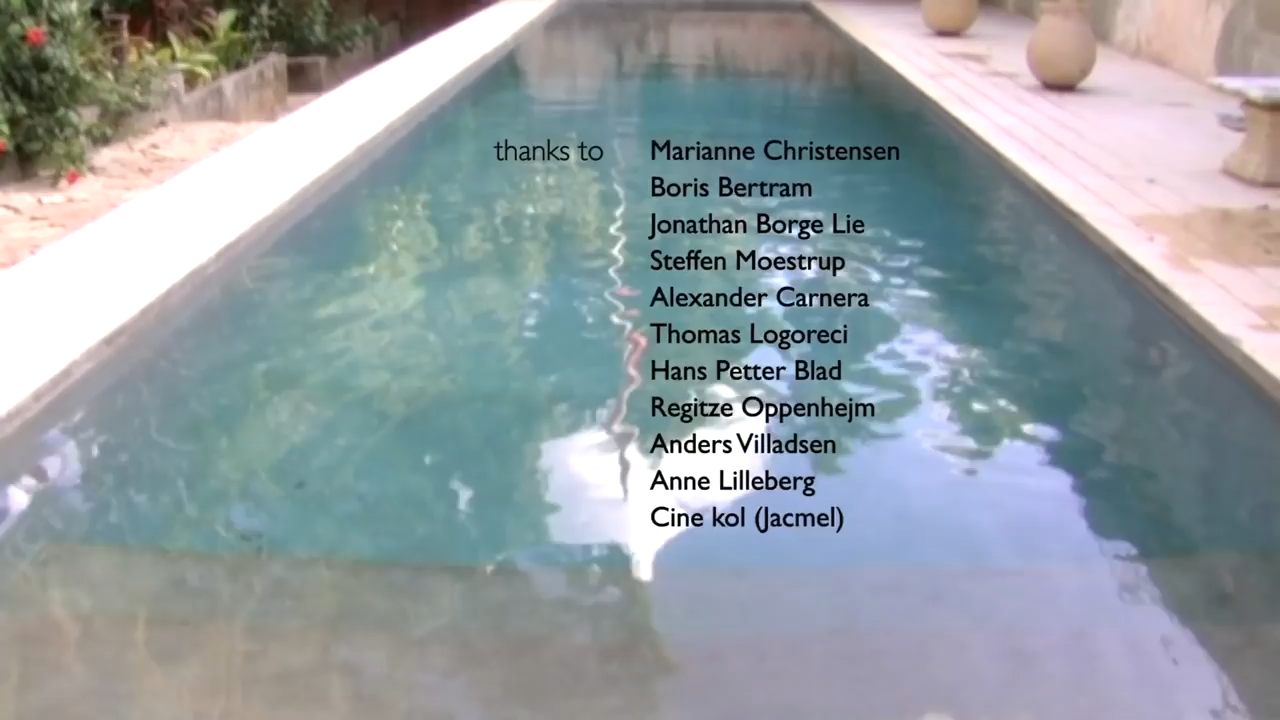 thanks to Marianne Christensen
Boris Bertram
Jonathan Borge Lie
Steffen Moestrup
Alexander Carnera
Thomas Logoreci
Hans Petter Blad
Regitze Oppenhejm
Anders Villadsen
Anne Lilleberg
Cine kol (Jacmel)